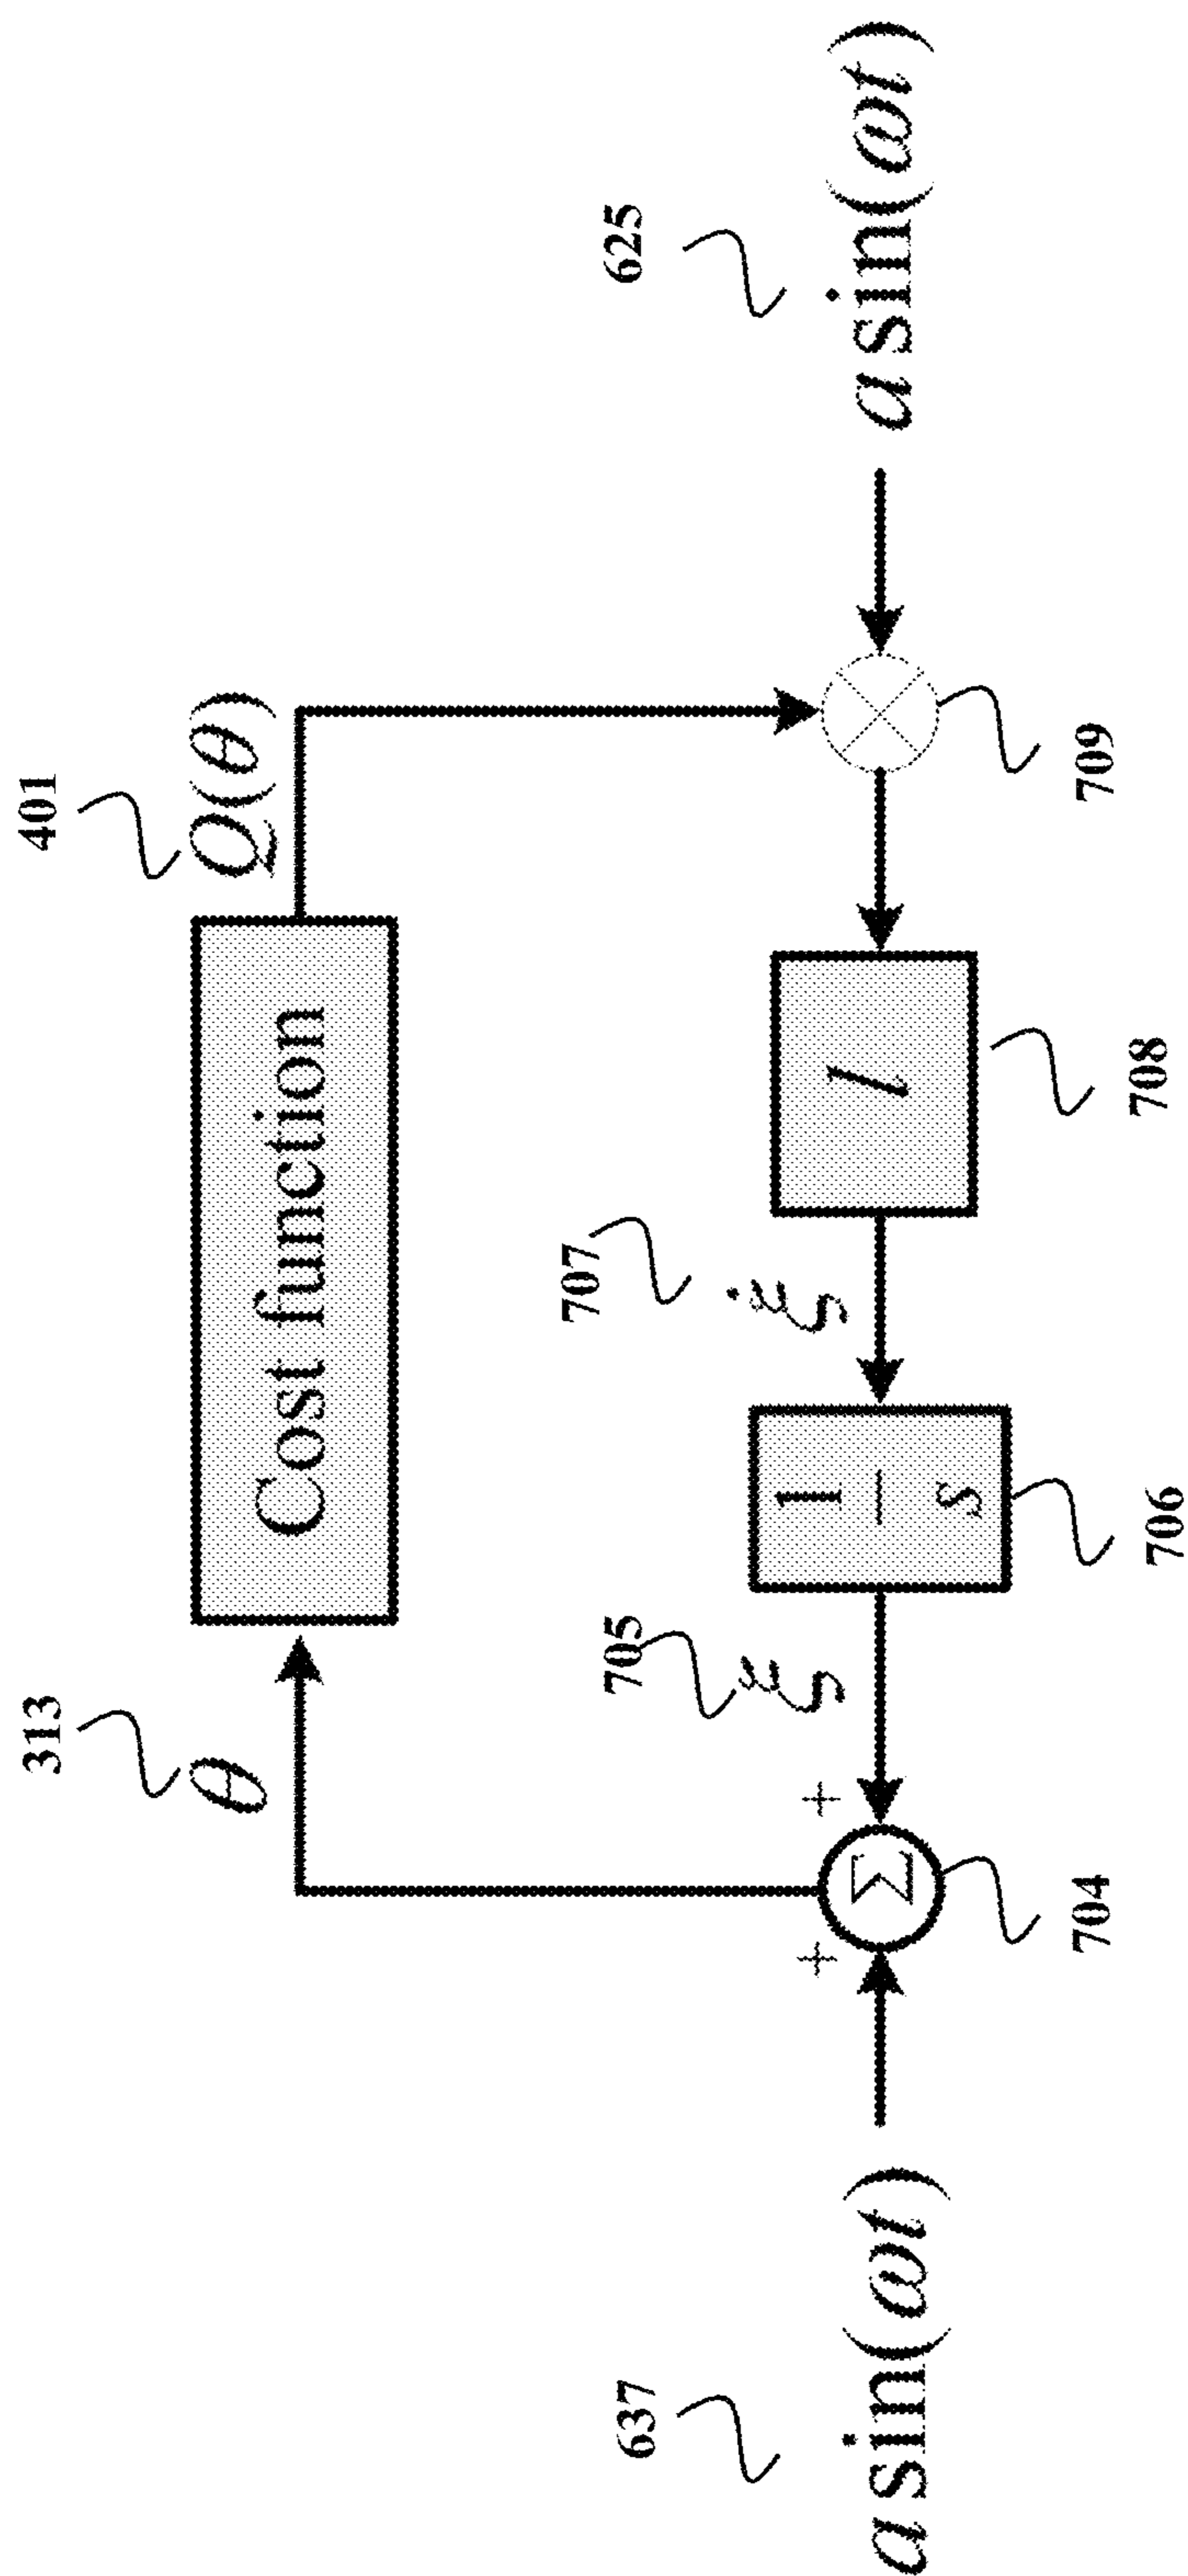 313
θ
Cost function
401
Q(θ)
637
a sin(ωt)
+
Σ
704
+
705
ξ
1
s
706
707
ξ̇
l
708
709
625
a sin(ωt)